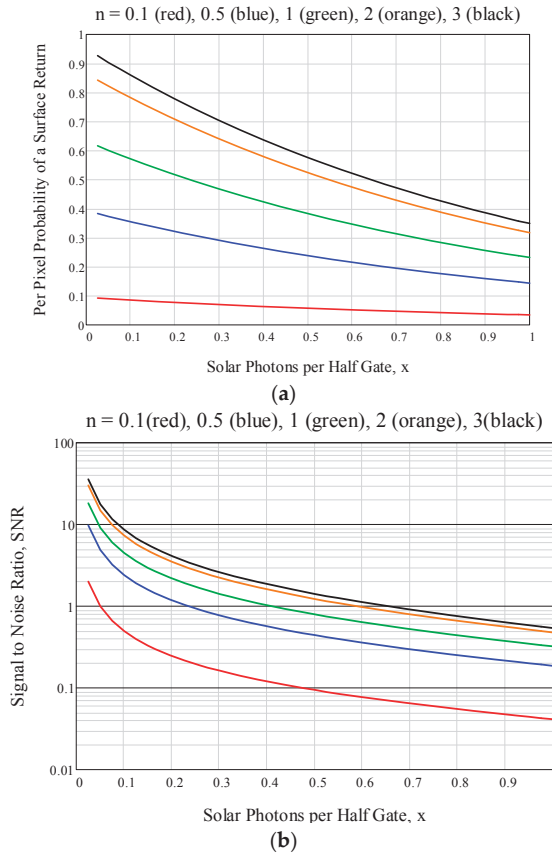 n = 0.1 (red), 0.5 (blue), 1 (green), 2 (orange), 3 (black)
Per Pixel Probability of a Surface Return
1
0.9
0.8
0.7
0.6
0.5
0.4
0.3
0.2
0.1
0
0 0.1 0.2 0.3 0.4 0.5 0.6 0.7 0.8 0.9 1
Solar Photons per Half Gate, x
(a)
n = 0.1(red), 0.5 (blue), 1 (green), 2 (orange), 3(black)
Signal to Noise Ratio, SNR
100
10
1
0.1
0.01
0 0.1 0.2 0.3 0.4 0.5 0.6 0.7 0.8 0.9
Solar Photons per Half Gate, x
(b)